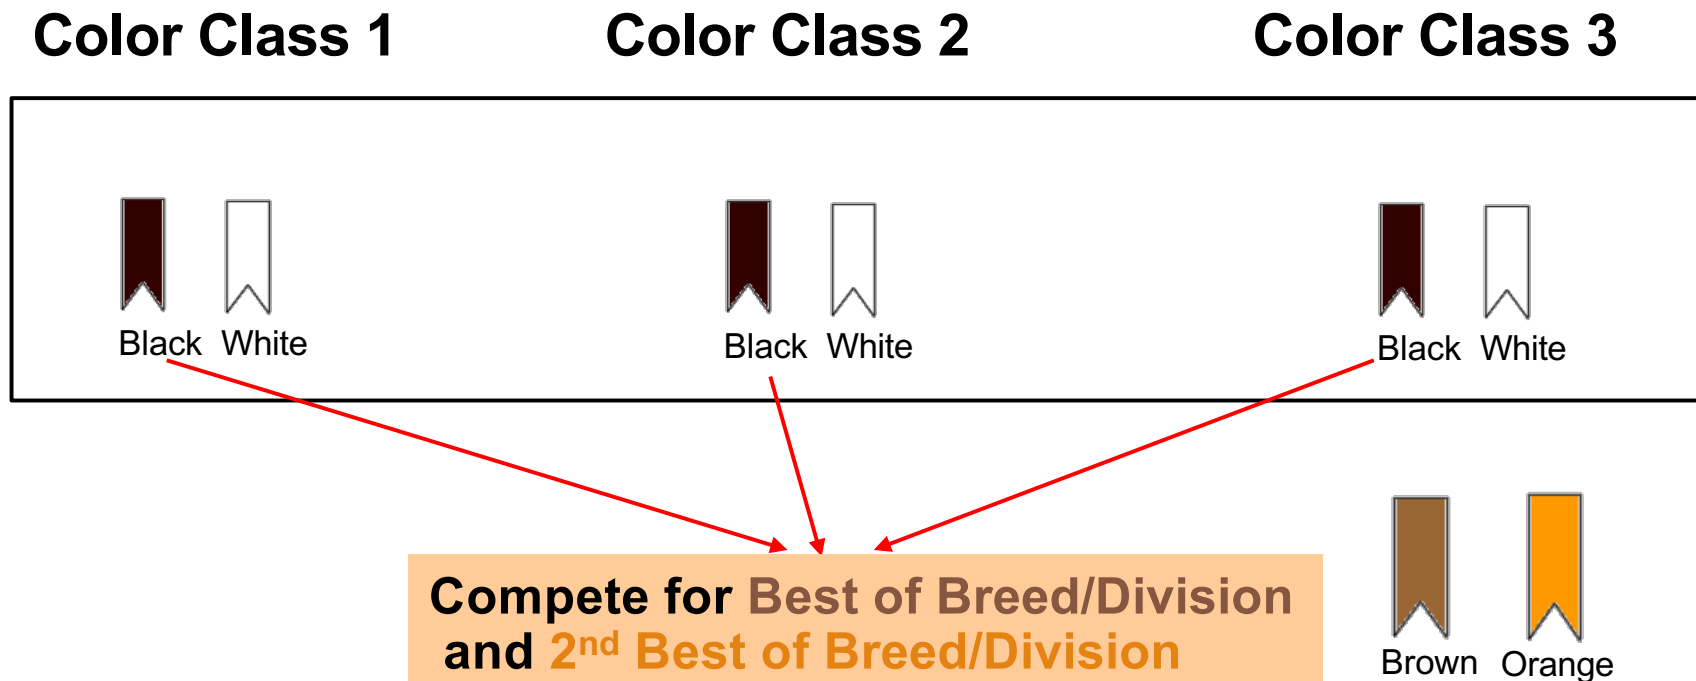 Color Class 1 Color Class 2 Color Class 3
Black White Black White Black White
Compete for Best of Breed/Division
and 2nd Best of Breed/Division
Brown Orange